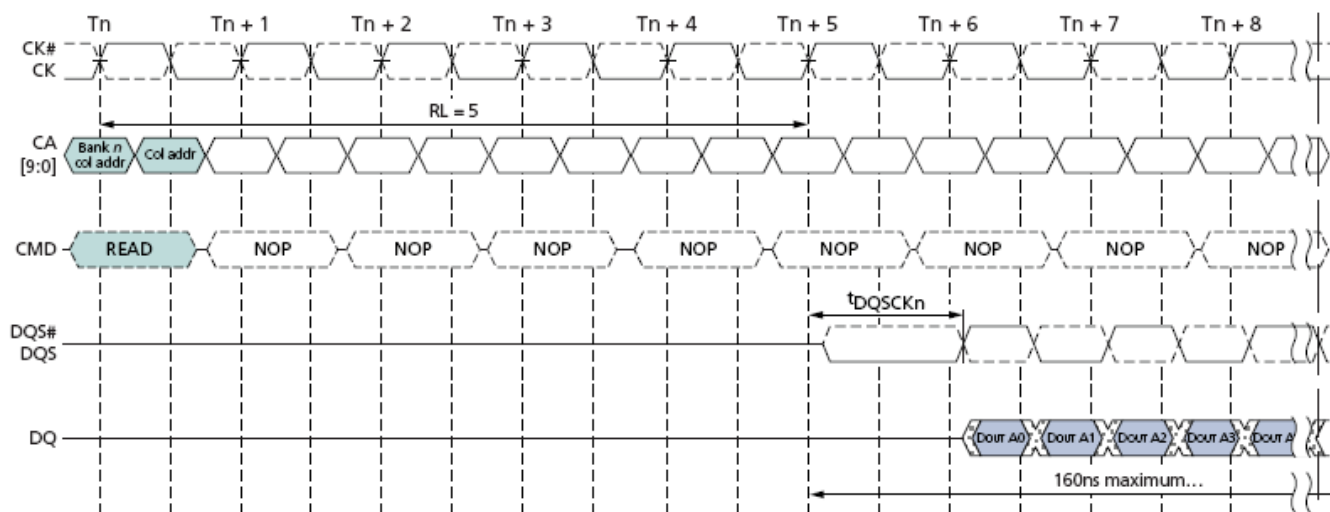 Tn Tn + 1 Tn + 2 Tn + 3 Tn + 4 Tn + 5 Tn + 6 Tn + 7 Tn + 8
CK#
CK
RL = 5
CA
[9:0]
Bank n
col addr
Col addr
CMD READ NOP NOP NOP NOP NOP NOP NOP NOP
tDQSCKn
DQS#
DQS
DQ DOUT A0 DOUT A1 DOUT A2 DOUT A3 DOUT A
160ns maximum...